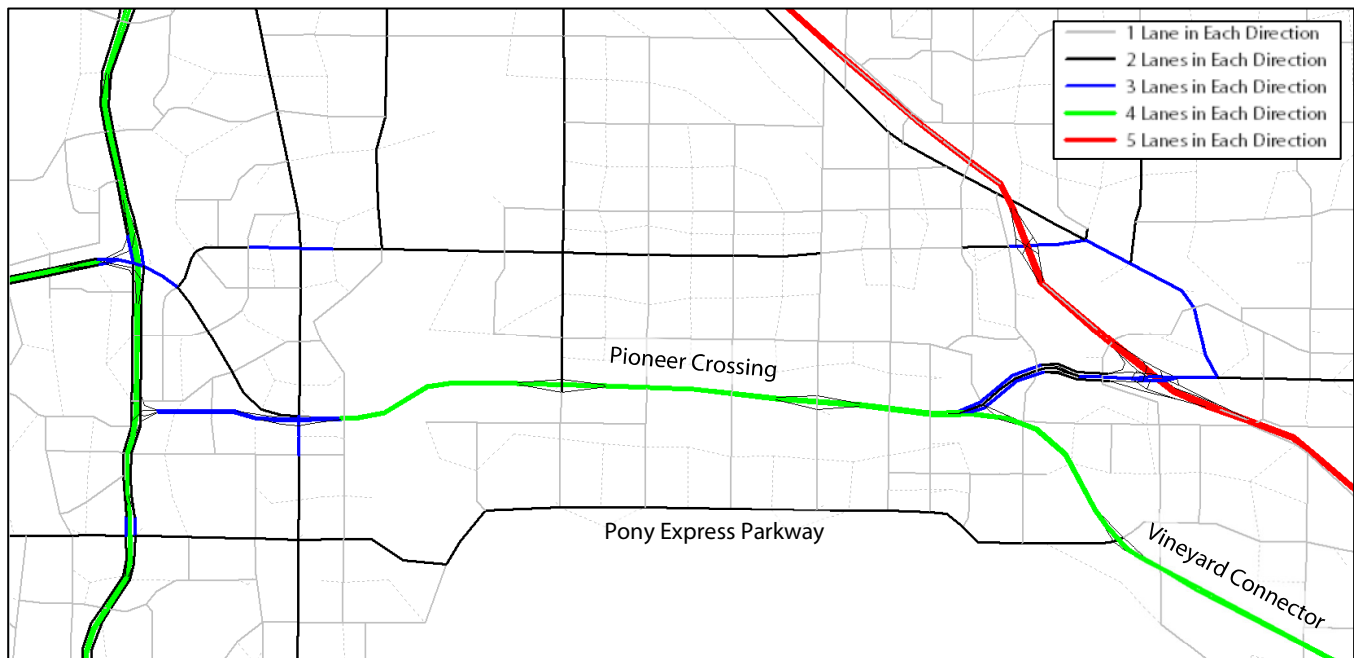 1 Lane in Each Direction
2 Lanes in Each Direction
3 Lanes in Each Direction
4 Lanes in Each Direction
5 Lanes in Each Direction
Pioneer Crossing
Pony Express Parkway
Vineyard Connector